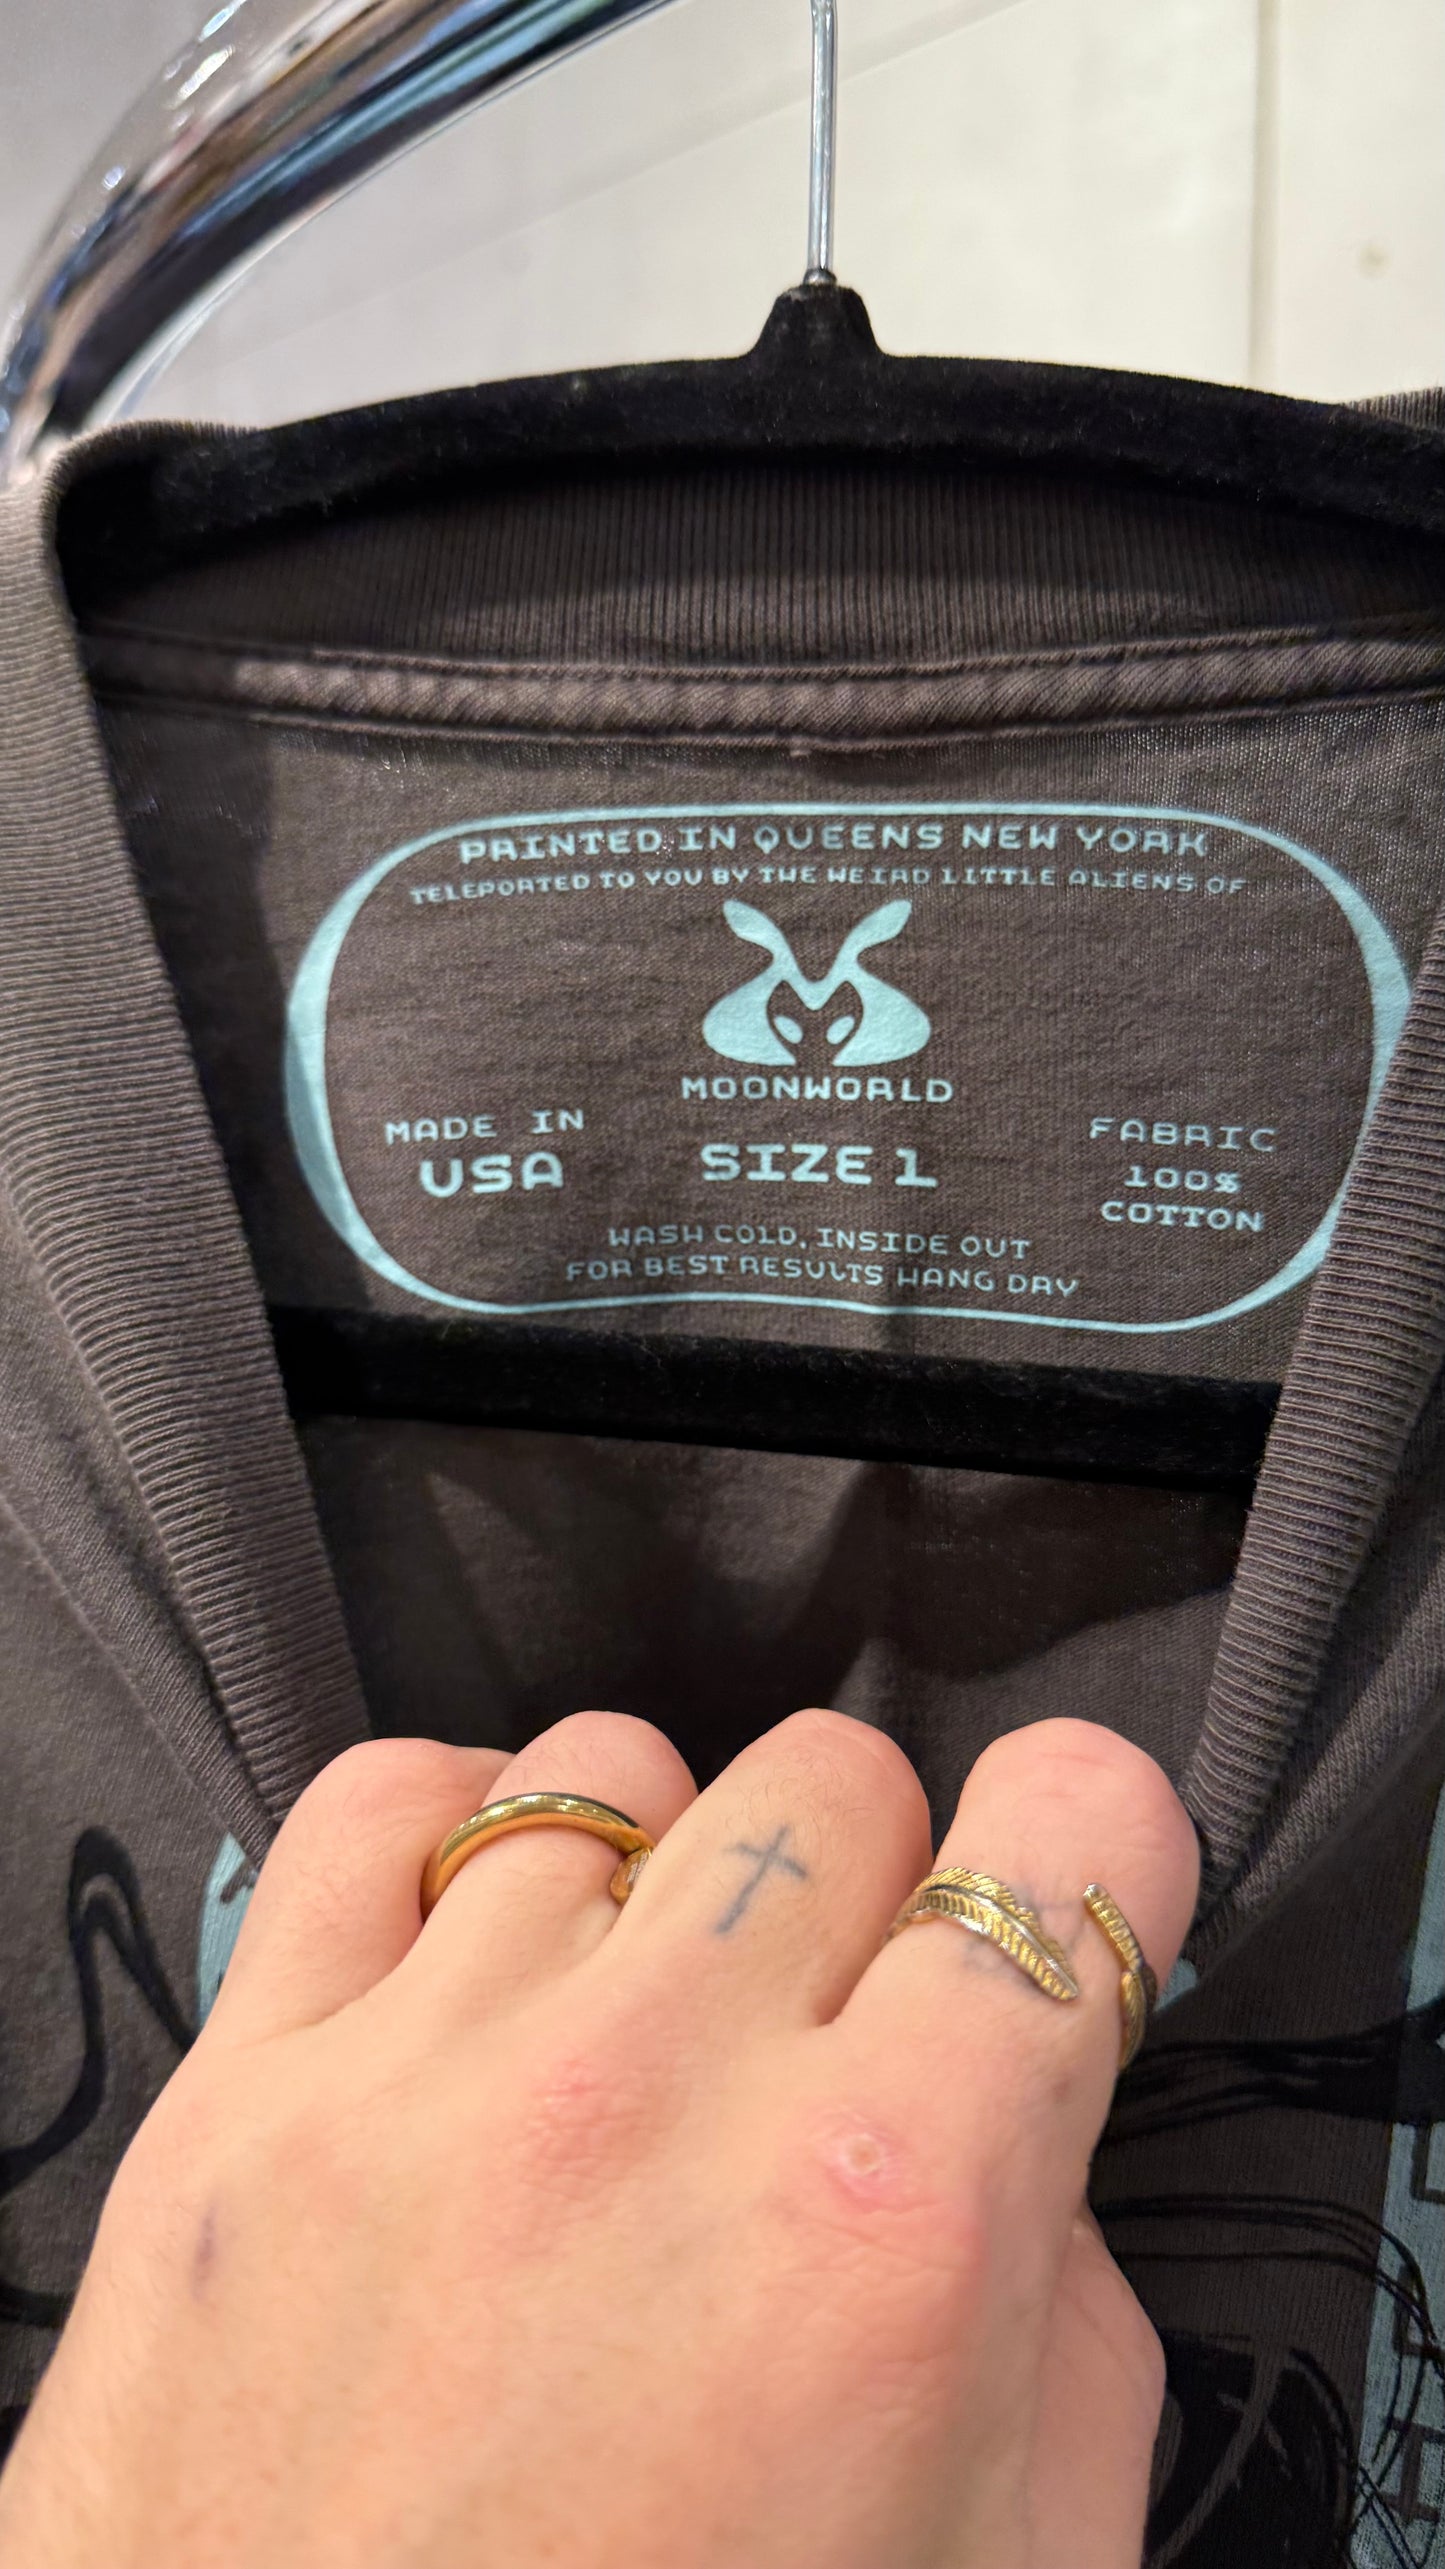 PRINTED IN QUEENS NEW YORK
TELEPORTED TO YOU BY THE WEIRD LITTLE ALIENS OF
MOONWORLD
MADE IN
USA
SIZE 1
FABRIC
100%
COTTON
WASH COLD, INSIDE OUT
FOR BEST RESULTS HANG DRY